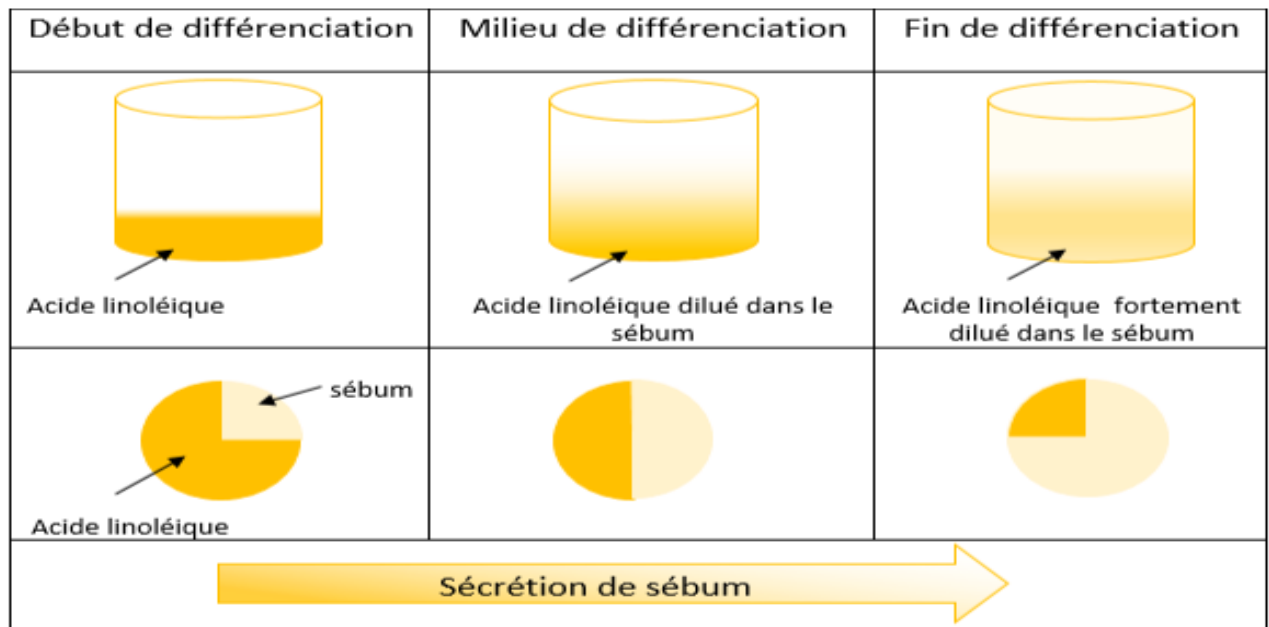 Début de différenciation
Milieu de différenciation
Fin de différenciation
Acide linoléique
Acide linoléique dilué dans le
sébum
Acide linoléique fortement
dilué dans le sébum
sébum
Acide linoléique
Sécrétion de sébum